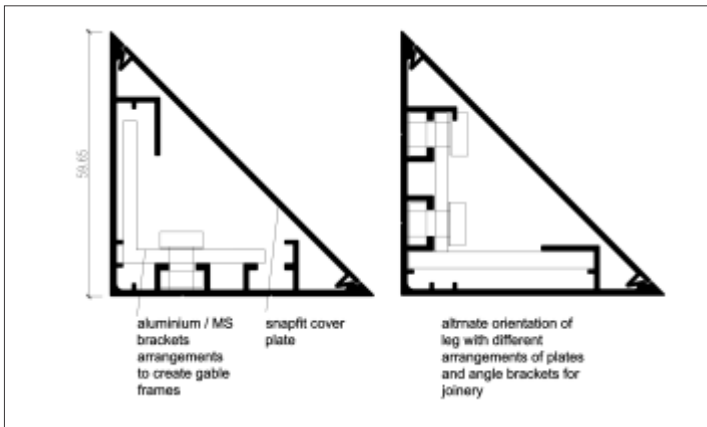 59.65
aluminium / MS
brackets
arrangements
to create gable
frames
snapfit cover
plate
altrnate orientation of
leg with different
arrangements of plates
and angle brackets for
joinery